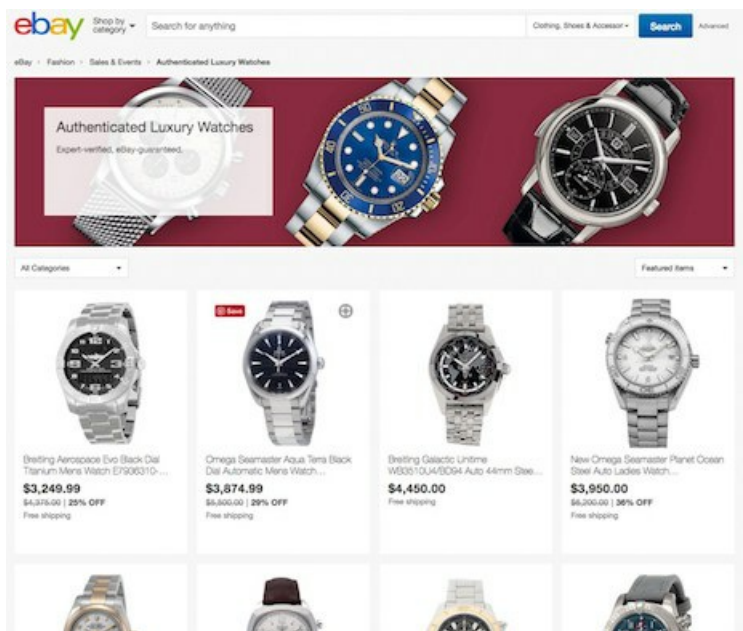 ebay
Shop by
category
Search for anything
Clothing, Shoes & Accessor
Search
Advanced
eBay › Fashion › Sales & Events › Authenticated Luxury Watches
Authenticated Luxury Watches
Expert-verified, eBay-guaranteed.
All Categories
Featured Items
Save
Breitling Aerospace Evo Black Dial
Titanium Mens Watch E7936310-...
$3,249.99
$4,375.00 | 25% OFF
Free shipping
Omega Seamaster Aqua Terra Black
Dial Automatic Mens Watch...
$3,874.99
$5,500.00 | 29% OFF
Free shipping
Breitling Galactic Unitime
WB3510U4/BD94 Auto 44mm Stee...
$4,450.00
Free shipping
New Omega Seamaster Planet Ocean
Steel Auto Ladies Watch...
$3,950.00
$6,200.00 | 36% OFF
Free shipping